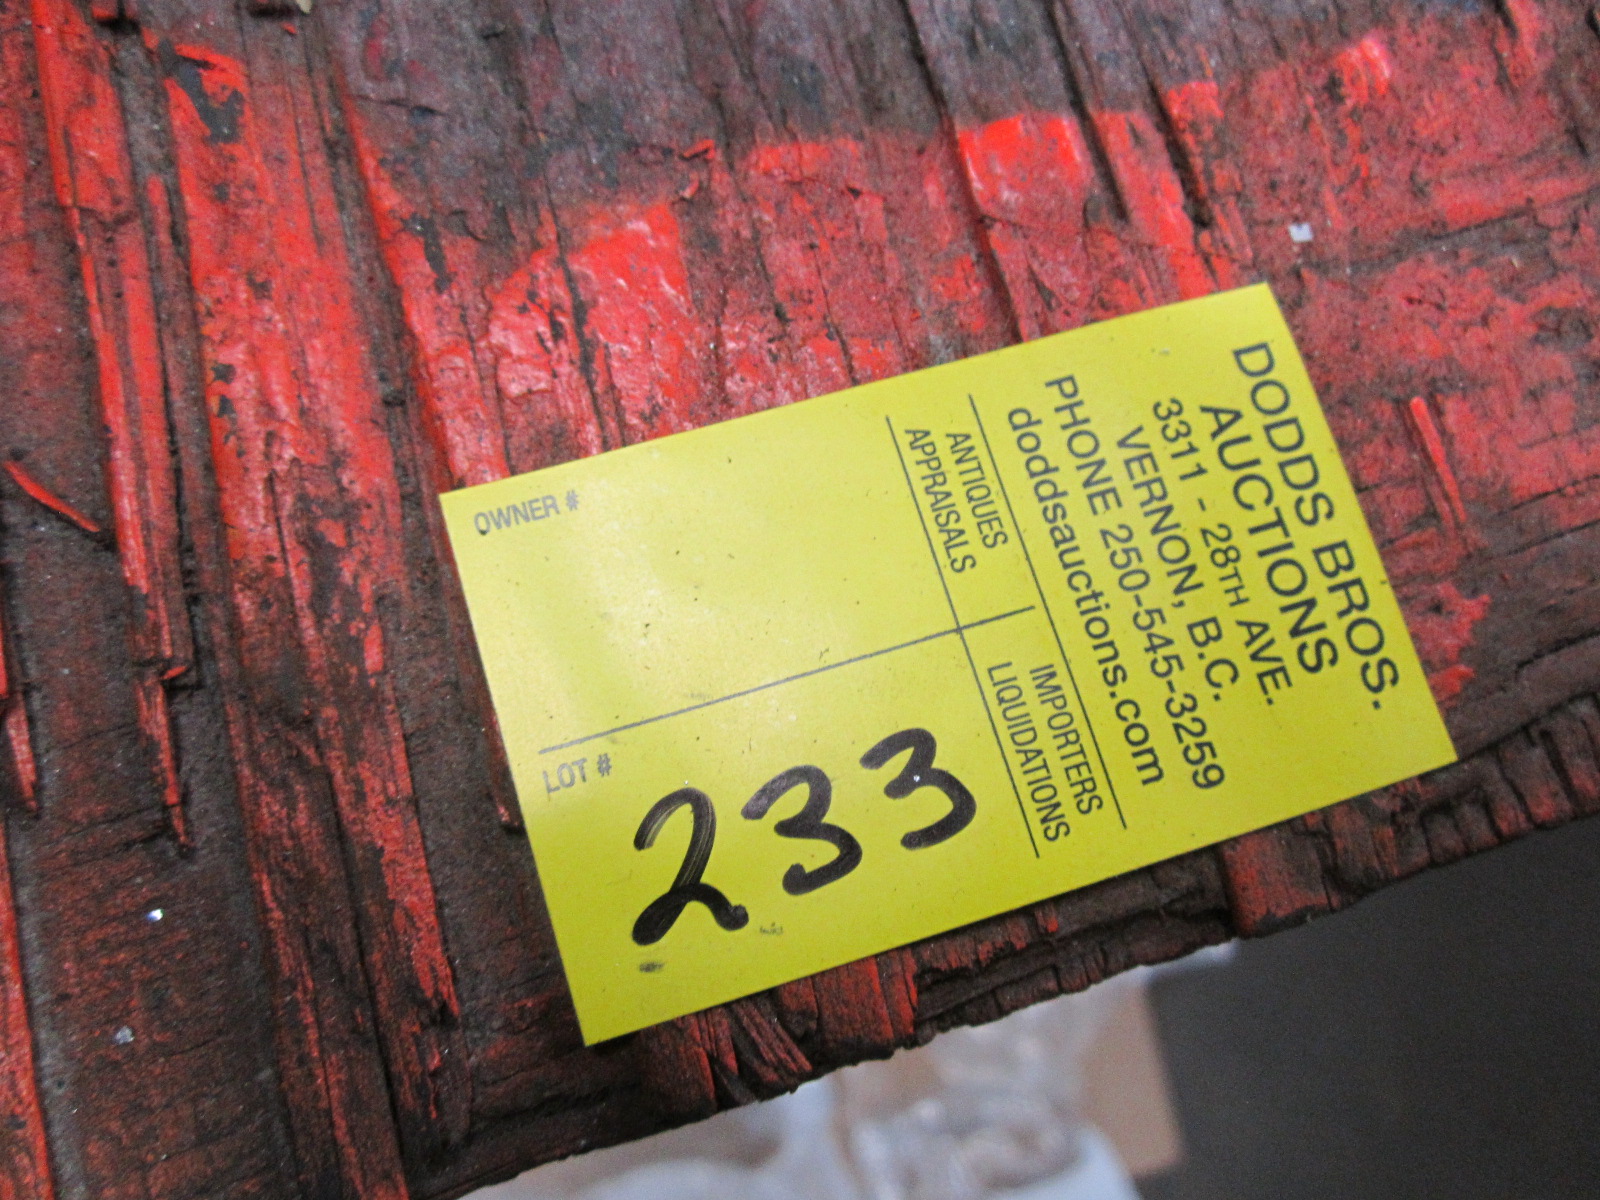 DODDS BROS.
AUCTIONS
3311 - 28TH AVE.
VERNON, B.C.
PHONE 250-545-3259
doddsauctions.com
ANTIQUES
APPRAISALS
IMPORTERS
LIQUIDATIONS
OWNER #
LOT #
233